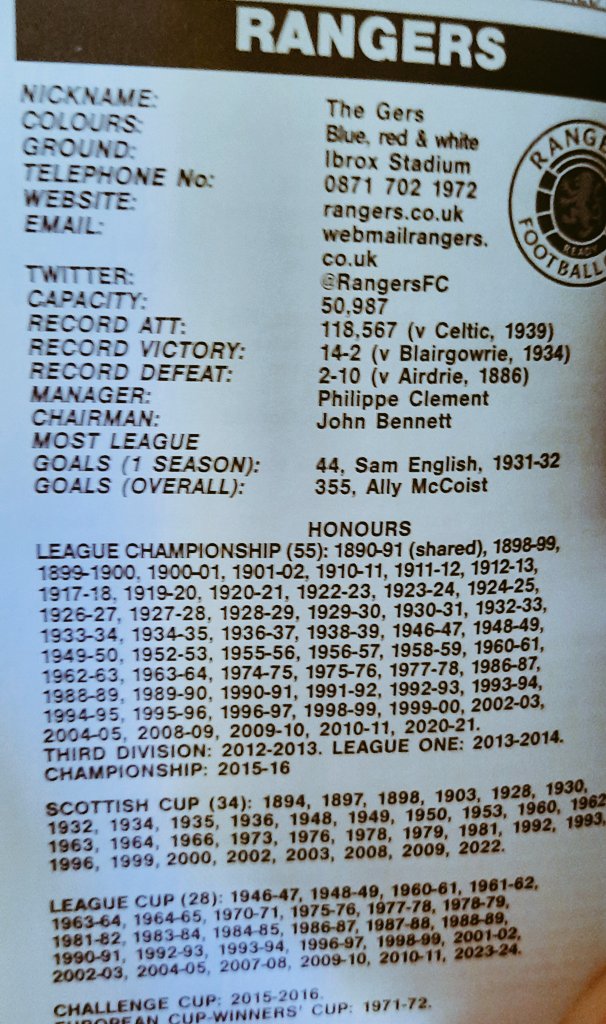 RANGERS
NICKNAME: The Gers
COLOURS: Blue, red & white
GROUND: Ibrox Stadium
TELEPHONE No: 0871 702 1972
WEBSITE: rangers.co.uk
EMAIL: webmailrangers.
co.uk
TWITTER: @RangersFC
CAPACITY: 50,987
RECORD ATT: 118,567 (v Celtic, 1939)
RECORD VICTORY: 14-2 (v Blairgowrie, 1934)
RECORD DEFEAT: 2-10 (v Airdrie, 1886)
MANAGER: Philippe Clement
CHAIRMAN: John Bennett
MOST LEAGUE
GOALS (1 SEASON): 44, Sam English, 1931-32
GOALS (OVERALL): 355, Ally McCoist
RANGE
FOOTBALL
READY
HONOURS
LEAGUE CHAMPIONSHIP (55): 1890-91 (shared), 1898-99,
1899-1900, 1900-01, 1901-02, 1910-11, 1911-12, 1912-13,
1917-18, 1919-20, 1920-21, 1922-23, 1923-24, 1924-25,
1926-27, 1927-28, 1928-29, 1929-30, 1930-31, 1932-33,
1933-34, 1934-35, 1936-37, 1938-39, 1946-47, 1948-49,
1949-50, 1952-53, 1955-56, 1956-57, 1958-59, 1960-61,
1962-63, 1963-64, 1974-75, 1975-76, 1977-78, 1986-87,
1988-89, 1989-90, 1990-91, 1991-92, 1992-93, 1993-94,
1994-95, 1995-96, 1996-97, 1998-99, 1999-00, 2002-03,
2004-05, 2008-09, 2009-10, 2010-11, 2020-21.
THIRD DIVISION: 2012-2013. LEAGUE ONE: 2013-2014.
CHAMPIONSHIP: 2015-16
SCOTTISH CUP (34): 1894, 1897, 1898, 1903, 1928, 1930,
1932, 1934, 1935, 1936, 1948, 1949, 1950, 1953, 1960, 1962
1963, 1964, 1966, 1973, 1976, 1978, 1979, 1981, 1992, 1993,
1996, 1999, 2000, 2002, 2003, 2008, 2009, 2022.
LEAGUE CUP (28): 1946-47, 1948-49, 1960-61, 1961-62,
1963-64, 1964-65, 1970-71, 1975-76, 1977-78, 1978-79,
1981-82, 1983-84, 1984-85, 1986-87, 1987-88, 1988-89,
1990-91, 1992-93, 1993-94, 1996-97, 1998-99, 2001-02,
2002-03, 2004-05, 2007-08, 2009-10, 2010-11, 2023-24.
CHALLENGE CUP: 2015-2016.
EUROPEAN CUP-WINNERS' CUP: 1971-72.